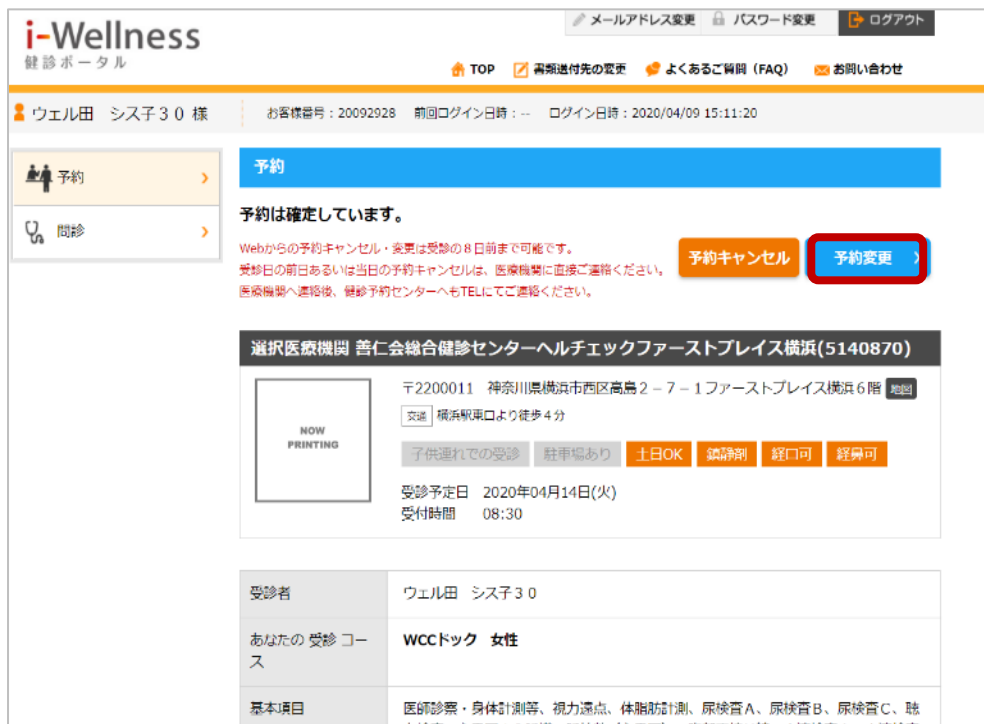 メールアドレス変更 パスワード変更 ログアウト
i-Wellness
健診ポータル
TOP 書類送付先の変更 よくあるご質問（FAQ） お問い合わせ
ウェル田　シス子３０ 様 お客様番号：20092928 前回ログイン日時：-- ログイン日時：2020/04/09 15:11:20
予約
問診
予約
予約は確定しています。
Webからの予約キャンセル・変更は受診の８日前まで可能です。
受診日の前日あるいは当日の予約キャンセルは、医療機関に直接ご連絡ください。
医療機関へ連絡後、健診予約センターへもTELにてご連絡ください。
予約キャンセル 予約変更
選択医療機関 善仁会総合健診センターヘルチェックファーストプレイス横浜(5140870)
NOW
PRINTING
〒2200011　神奈川県横浜市西区高島２－７－１ファーストプレイス横浜６階 地図
交通 横浜駅東口より徒歩４分
子供連れでの受診 駐車場あり 土日OK 鎮静剤 経口可 経鼻可
受診予定日 2020年04月14日(火)
受付時間 08:30
受診者 ウェル田　シス子３０
あなたの 受診 コー
ス
WCCドック　女性
基本項目 医師診察・身体計測等、視力遠点、体脂肪計測、尿検査Ａ、尿検査Ｂ、尿検査Ｃ、聴